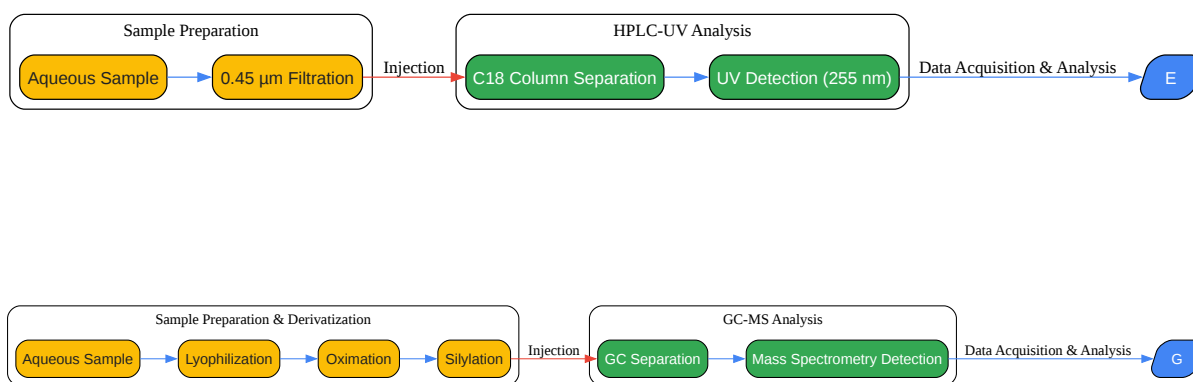 Sample Preparation
HPLC-UV Analysis
Aqueous Sample
0.45 µm Filtration
Injection
C18 Column Separation
UV Detection (255 nm)
Data Acquisition & Analysis
E
Sample Preparation & Derivatization
GC-MS Analysis
Aqueous Sample
Lyophilization
Oximation
Silylation
Injection
GC Separation
Mass Spectrometry Detection
Data Acquisition & Analysis
G